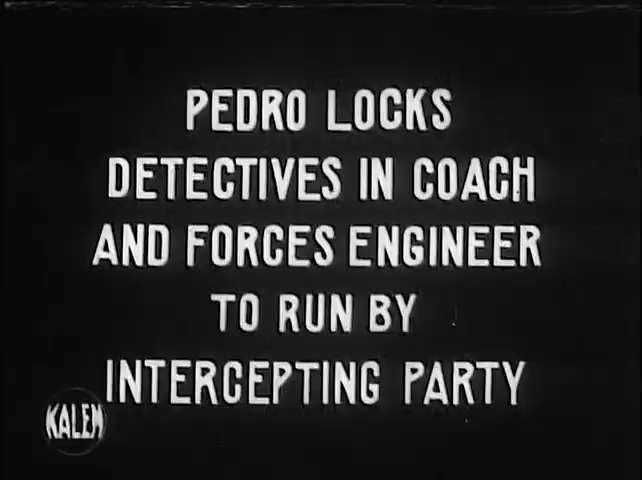 PEDRO LOCKS
DETECTIVES IN COACH
AND FORCES ENGINEER
TO RUN BY
INTERCEPTING PARTY
KALEM